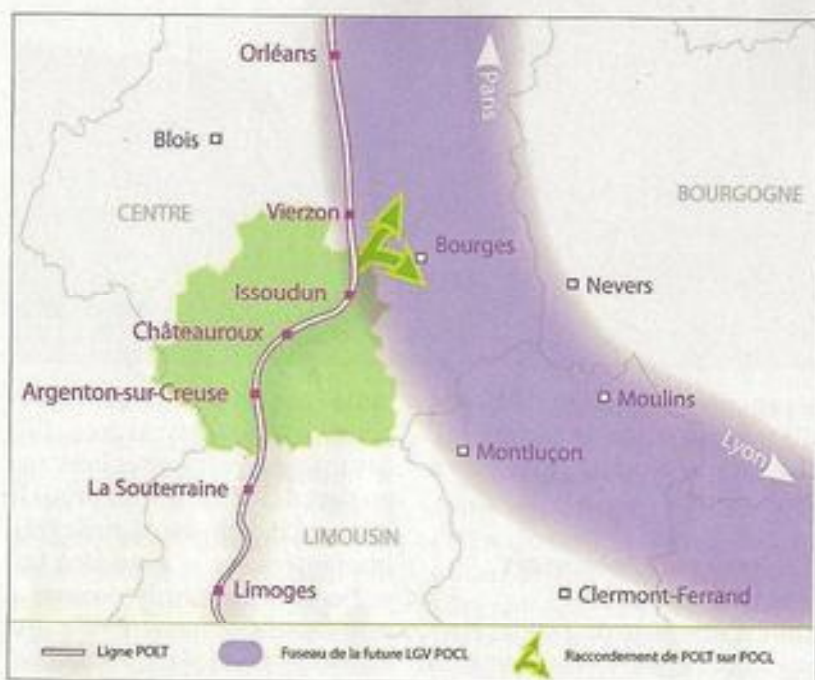 Orléans
Paris
Blois
BOURGOGNE
CENTRE
Vierzon
Bourges
Issoudun
Nevers
Châteauroux
Argenton-sur-Creuse
Moulins
Lyon
Montluçon
La Souterraine
LIMOUSIN
Limoges
Clermont-Ferrand
Ligne POLT
Fuseau de la future LGV POCL
Raccordement de POLT sur POCL